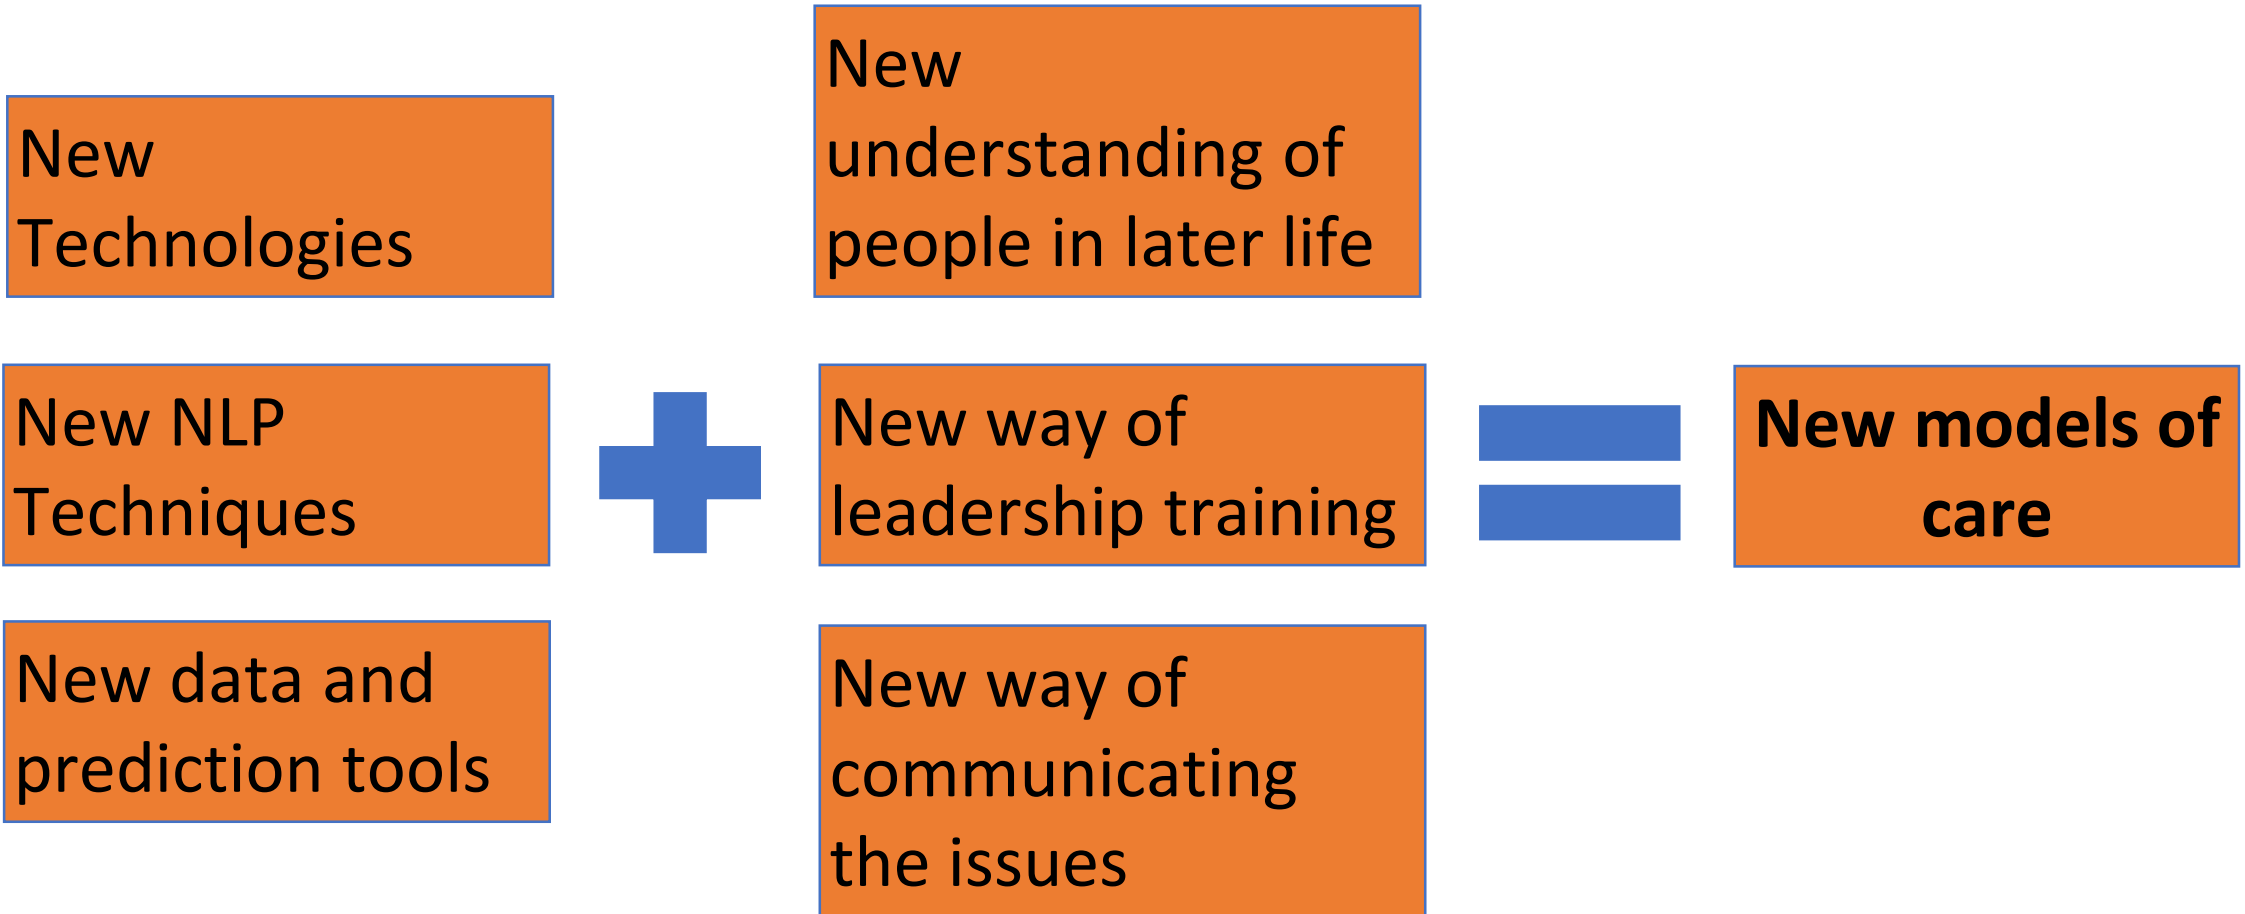 New
Technologies
New NLP
Techniques
New data and
prediction tools
New
understanding of
people in later life
New way of
leadership training
New way of
communicating
the issues
New models of
care